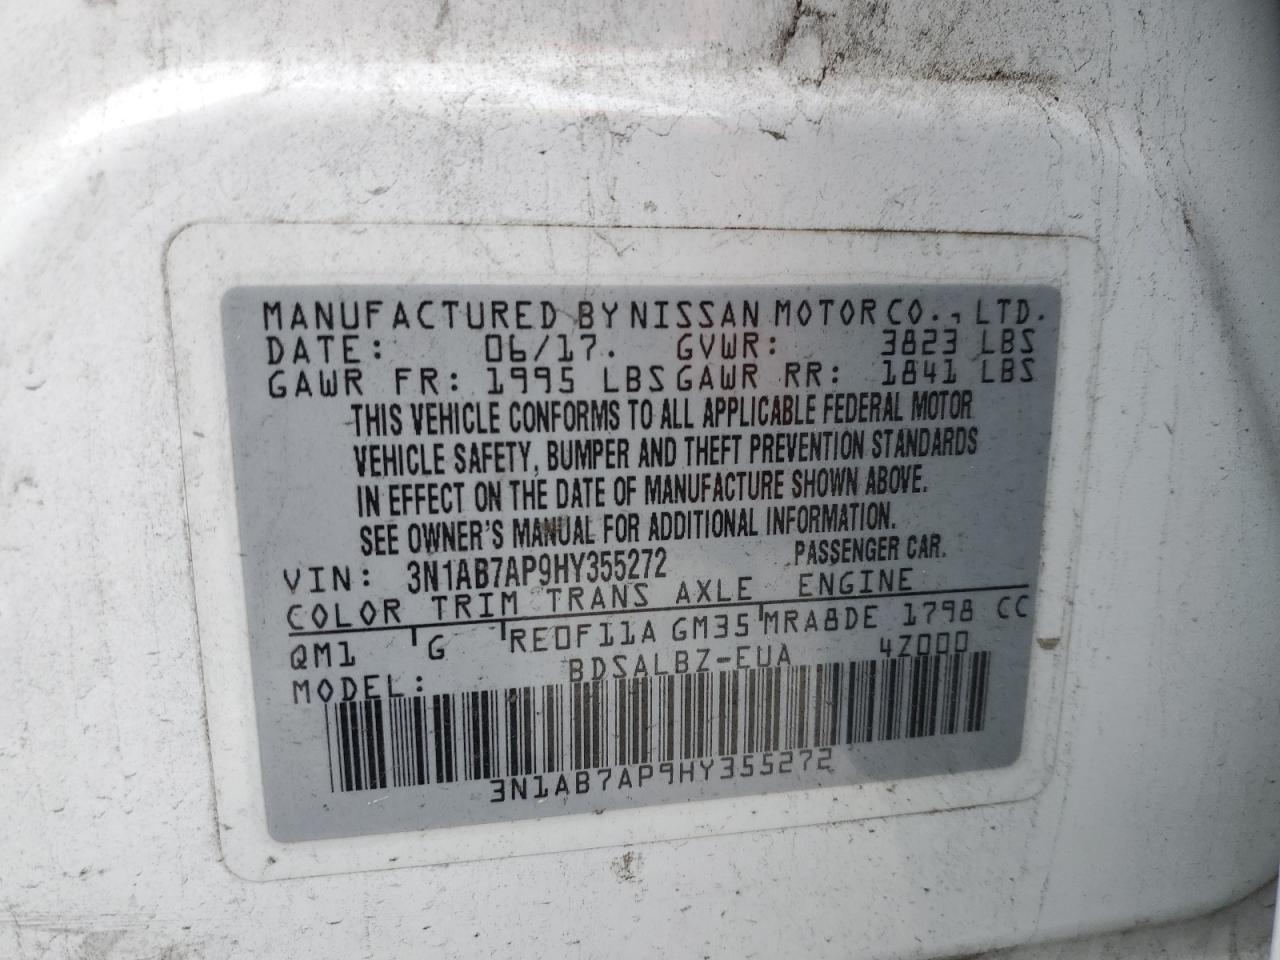 MANUFACTURED BY NISSAN MOTOR CO., LTD.
DATE: 06/17. GVWR: 3823 LBS
GAWR FR: 1995 LBS GAWR RR: 1841 LBS
THIS VEHICLE CONFORMS TO ALL APPLICABLE FEDERAL MOTOR
VEHICLE SAFETY, BUMPER AND THEFT PREVENTION STANDARDS
IN EFFECT ON THE DATE OF MANUFACTURE SHOWN ABOVE.
SEE OWNER'S MANUAL FOR ADDITIONAL INFORMATION.
VIN: 3N1AB7AP9HY355272 PASSENGER CAR.
COLOR TRIM TRANS AXLE ENGINE
QM1 G RE0F11A GM35 MRA8DE 1798 CC
MODEL: BDSALBZ-EUA 4Z000
3N1AB7AP9HY355272